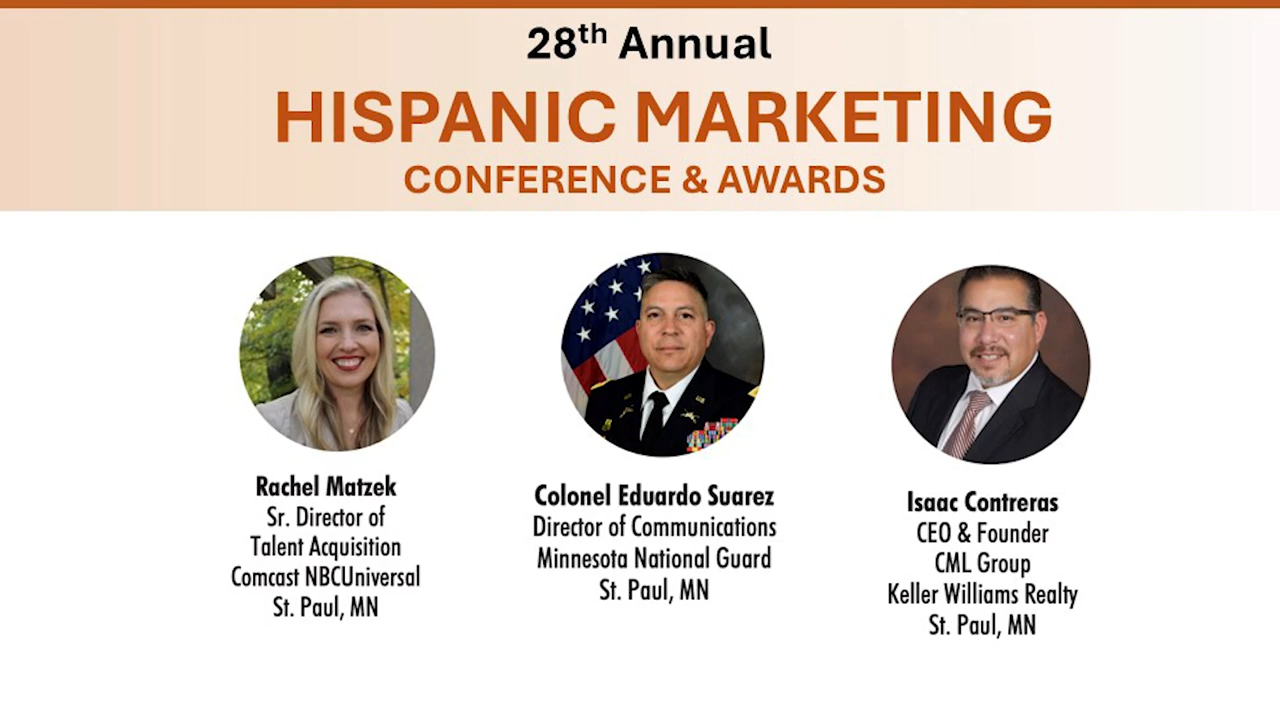 28th Annual
HISPANIC MARKETING
CONFERENCE & AWARDS
Rachel Matzek
Sr. Director of
Talent Acquisition
Comcast NBCUniversal
St. Paul, MN
Colonel Eduardo Suarez
Director of Communications
Minnesota National Guard
St. Paul, MN
Isaac Contreras
CEO & Founder
CML Group
Keller Williams Realty
St. Paul, MN